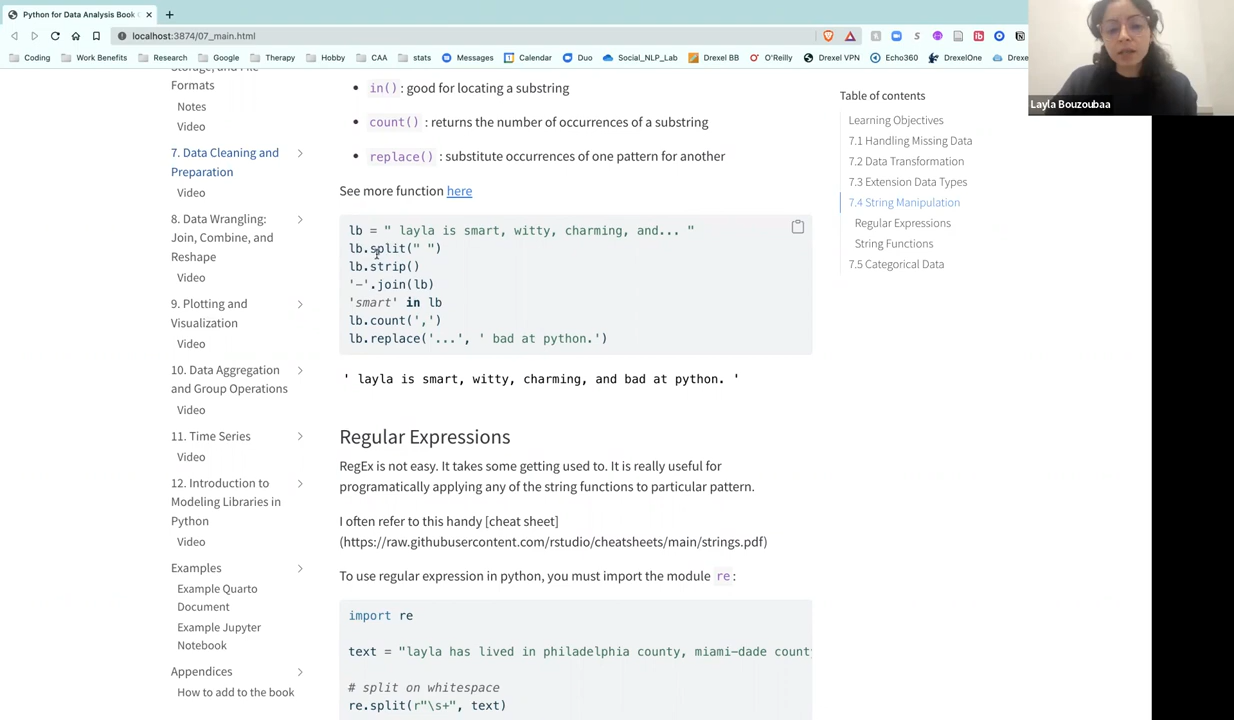 Python for Data Analysis Book
localhost:3874/07_main.html
Coding
Work Benefits
Research
Google
Therapy
Hobby
CAA
stats
Messages
Calendar
Duo
Social_NLP_Lab
Drexel BB
O'Reilly
Drexel VPN
Echo360
DrexelOne
Layla Bouzoubaa
Storage, and File
Formats
Notes
Video
7. Data Cleaning and
Preparation
Video
8. Data Wrangling:
Join, Combine, and
Reshape
Video
9. Plotting and
Visualization
Video
10. Data Aggregation
and Group Operations
Video
11. Time Series
Video
12. Introduction to
Modeling Libraries in
Python
Video
Examples
Example Quarto
Document
Example Jupyter
Notebook
Appendices
How to add to the book
• in() : good for locating a substring
• count() : returns the number of occurrences of a substring
• replace() : substitute occurrences of one pattern for another
See more function here
lb = " layla is smart, witty, charming, and... "
lb.split(" ")
lb.strip()
'-'.join(lb)
'smart' in lb
lb.count(',')
lb.replace('...', ' bad at python.')
' layla is smart, witty, charming, and bad at python. '
Regular Expressions
RegEx is not easy. It takes some getting used to. It is really useful for
programatically applying any of the string functions to particular pattern.
I often refer to this handy [cheat sheet]
(https://raw.githubusercontent.com/rstudio/cheatsheets/main/strings.pdf)
To use regular expression in python, you must import the module re:
import re
text = "layla has lived in philadelphia county, miami-dade count
# split on whitespace
re.split(r"\s+", text)
Table of contents
Learning Objectives
7.1 Handling Missing Data
7.2 Data Transformation
7.3 Extension Data Types
7.4 String Manipulation
Regular Expressions
String Functions
7.5 Categorical Data